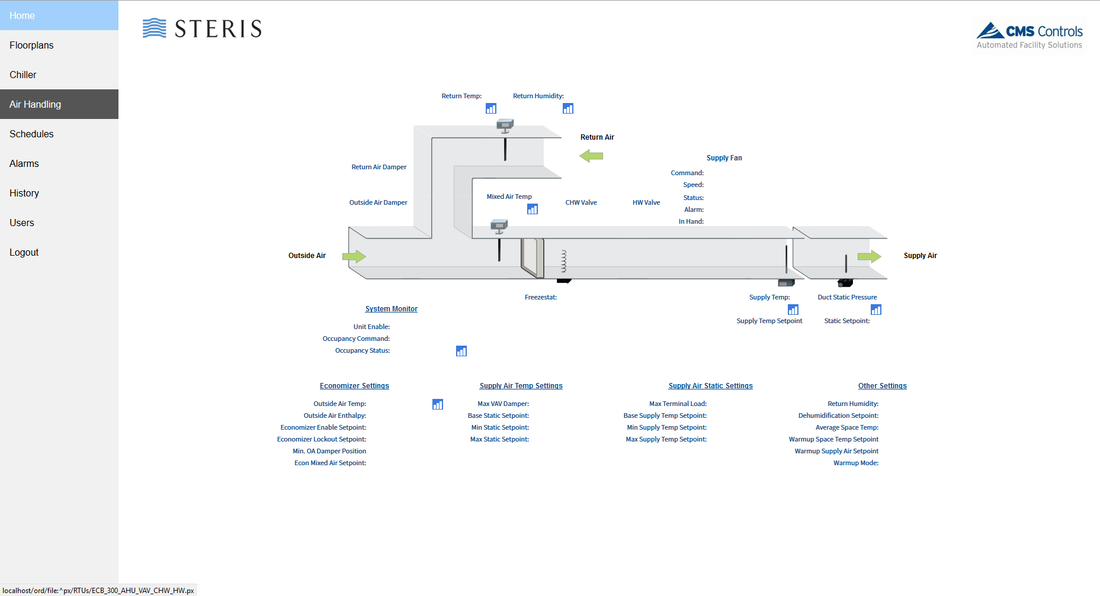 Home
Floorplans
Chiller
Air Handling
Schedules
Alarms
History
Users
Logout
STERIS
CMS Controls
Automated Facility Solutions
Return Temp:
Return Humidity:
Return Air
Return Air Damper
Supply Fan
Command:
Speed:
Status:
Alarm:
In Hand:
Mixed Air Temp
Outside Air Damper
CHW Valve
HW Valve
Outside Air
Supply Air
Freezestat:
Supply Temp:
Duct Static Pressure
Supply Temp Setpoint
Static Setpoint:
System Monitor
Unit Enable:
Occupancy Command:
Occupancy Status:
Economizer Settings
Outside Air Temp:
Outside Air Enthalpy:
Economizer Enable Setpoint:
Economizer Lockout Setpoint:
Min. OA Damper Position
Econ Mixed Air Setpoint:
Supply Air Temp Settings
Max VAV Damper:
Base Static Setpoint:
Min Static Setpoint:
Max Static Setpoint:
Supply Air Static Settings
Max Terminal Load:
Base Supply Temp Setpoint:
Min Supply Temp Setpoint:
Max Supply Temp Setpoint:
Other Settings
Return Humidity:
Dehumidification Setpoint:
Average Space Temp:
Warmup Space Temp Setpoint
Warmup Supply Air Setpoint
Warmup Mode:
localhost/ord/file:^px/RTUs/ECB_300_AHU_VAV_CHW_HW.px